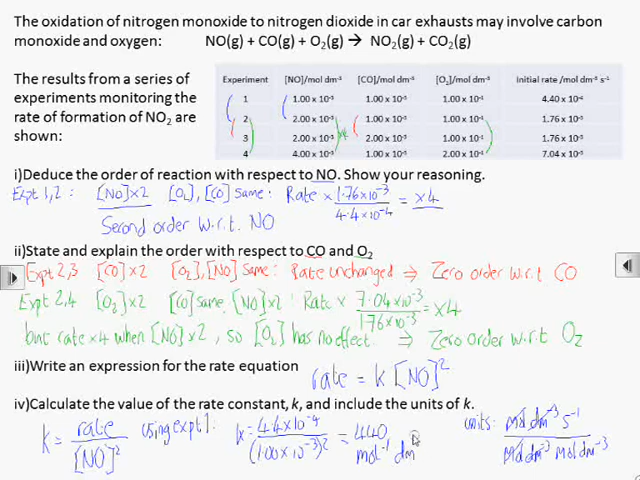 The oxidation of nitrogen monoxide to nitrogen dioxide in car exhausts may involve carbon
monoxide and oxygen: NO(g) + CO(g) + O₂(g) → NO₂(g) + CO₂(g)
The results from a series of
experiments monitoring the
rate of formation of NO₂ are
shown:
Experiment [NO]/mol dm⁻³ [CO]/mol dm⁻³ [O₂]/mol dm⁻³ Initial rate /mol dm⁻³ s⁻¹
1 1.00 x 10⁻³ 1.00 x 10⁻³ 1.00 x 10⁻¹ 4.40 x 10⁻⁴
2 2.00 x 10⁻³ 1.00 x 10⁻³ 1.00 x 10⁻¹ 1.76 x 10⁻³
3 2.00 x 10⁻³ 2.00 x 10⁻³ 1.00 x 10⁻¹ 1.76 x 10⁻³
4 4.00 x 10⁻³ 1.00 x 10⁻³ 2.00 x 10⁻¹ 7.04 x 10⁻³
x4
i)Deduce the order of reaction with respect to NO. Show your reasoning.
Expt 1,2: [NO]x2 [O₂], [CO] same: Rate x 1.76x10⁻³/4.4x10⁻⁴ = x4
Second order w.r.t. NO
ii)State and explain the order with respect to CO and O₂
Expt 2,3 [CO]x2 [O₂],[NO] same: Rate unchanged ⇒ Zero order w.r.t CO
Expt 2,4 [O₂]x2 [CO] same, [NO]x2: Rate x 7.04x10⁻³/1.76x10⁻³ = x4
but rate x4 when [NO]x2, so [O₂] has no effect. ⇒ Zero order w.r.t O₂
iii)Write an expression for the rate equation
rate = k [NO]²
iv)Calculate the value of the rate constant, k, and include the units of k.
k = rate/[NO]² using expt 1: k = 4.4x10⁻⁴/(1.00x10⁻³)² = 440 mol⁻¹ dm
units: mol dm⁻³ s⁻¹/mol dm⁻³ mol dm⁻³